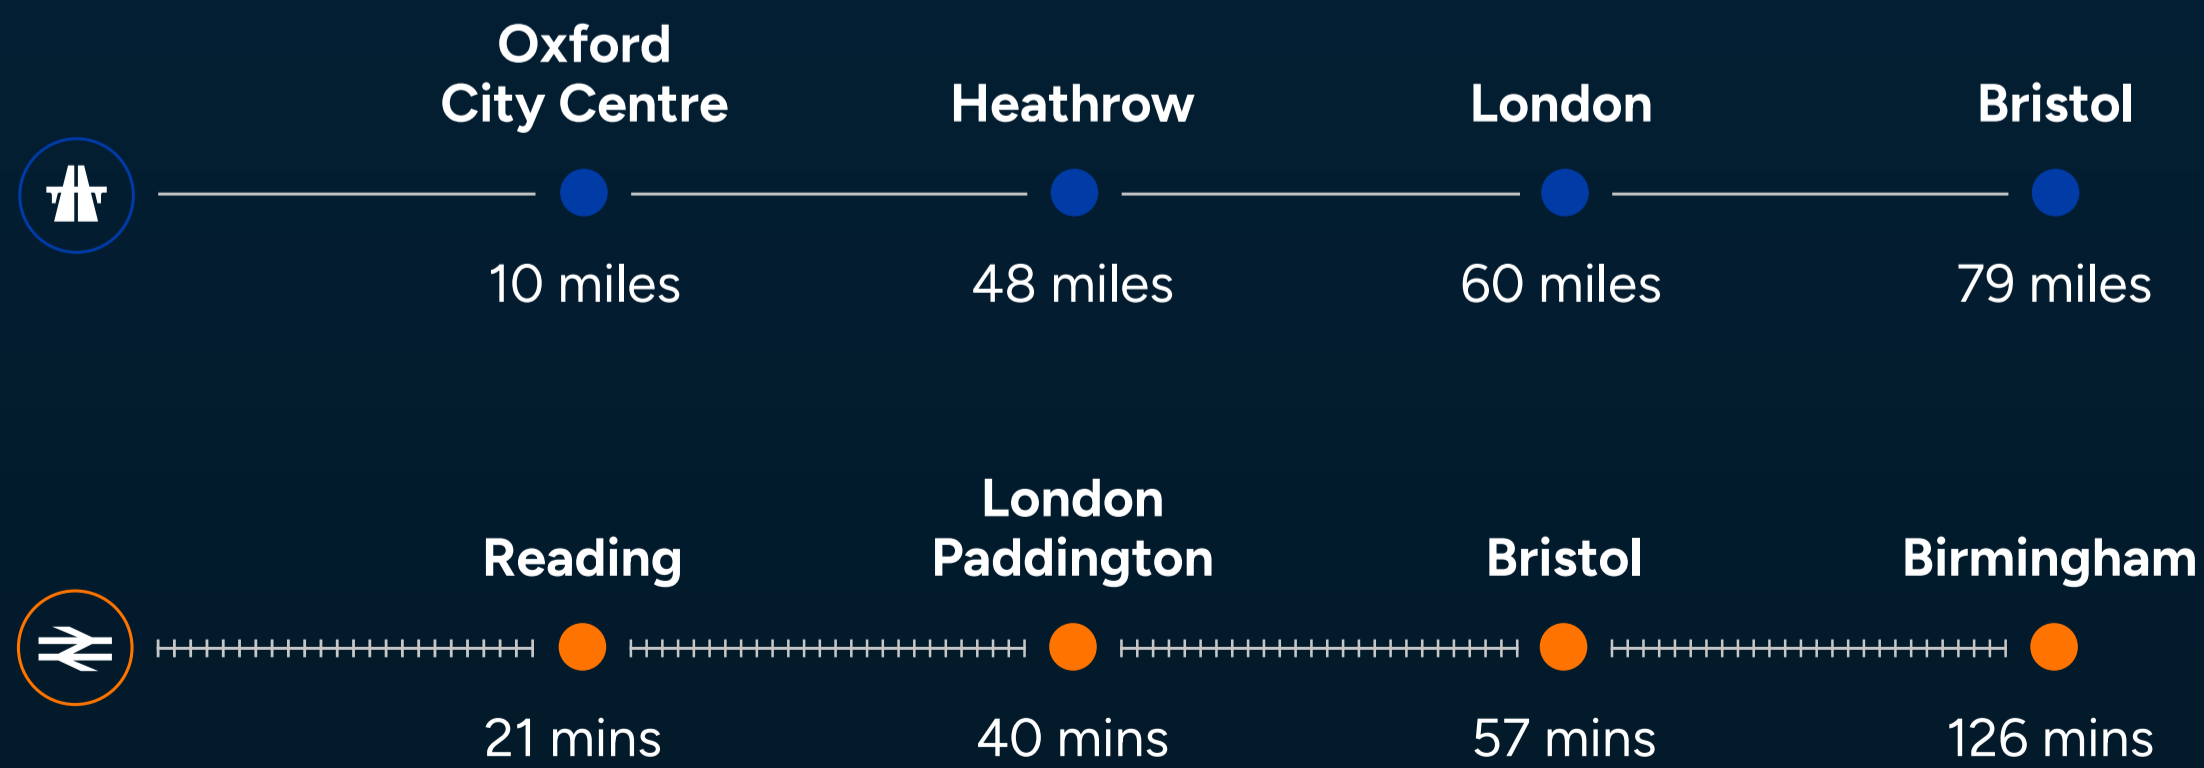 Oxford
City Centre
Heathrow
London
Bristol
10 miles
48 miles
60 miles
79 miles
Reading
London
Paddington
Bristol
Birmingham
21 mins
40 mins
57 mins
126 mins